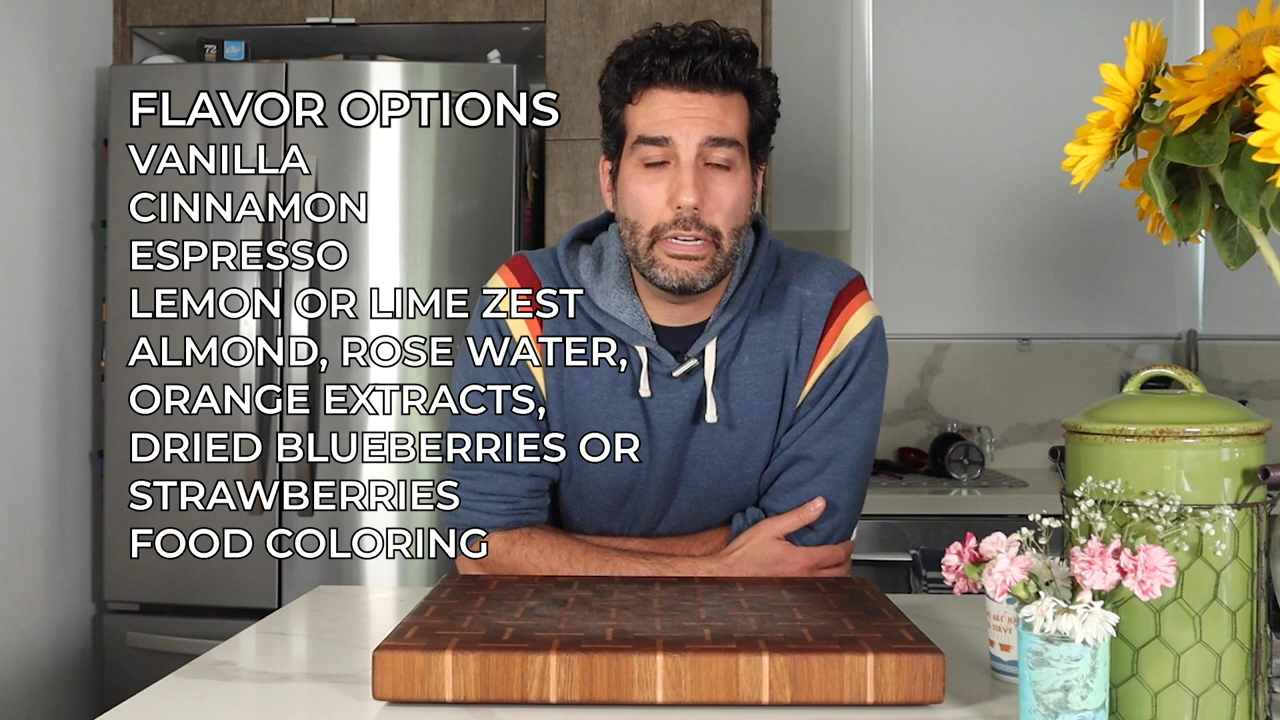 FLAVOR OPTIONS
VANILLA
CINNAMON
ESPRESSO
LEMON OR LIME ZEST
ALMOND, ROSE WATER,
ORANGE EXTRACTS,
DRIED BLUEBERRIES OR
STRAWBERRIES
FOOD COLORING
72